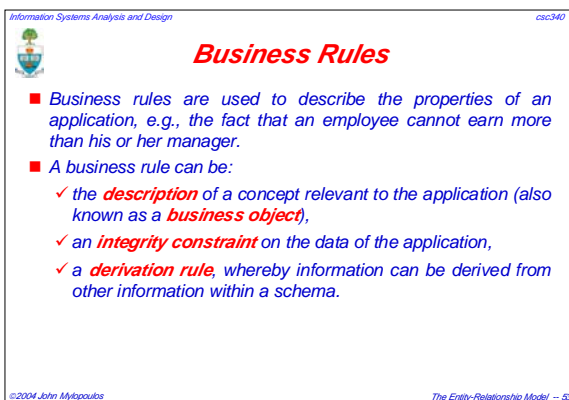 Information Systems Analysis and Design csc340
Business Rules
Business rules are used to describe the properties of an
application, e.g., the fact that an employee cannot earn more
than his or her manager.
A business rule can be:
✓ the description of a concept relevant to the application (also
known as a business object),
✓ an integrity constraint on the data of the application,
✓ a derivation rule, whereby information can be derived from
other information within a schema.
©2004 John Mylopoulos The Entity-Relationship Model --